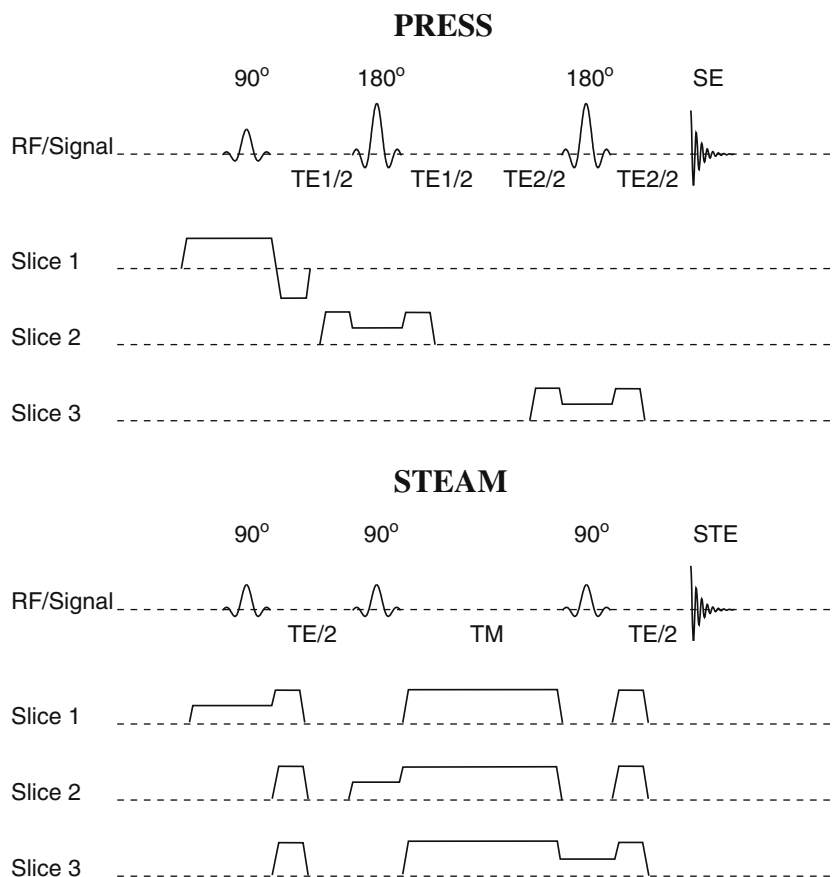 PRESS
90° 180° 180° SE
RF/Signal
TE1/2 TE1/2 TE2/2 TE2/2
Slice 1
Slice 2
Slice 3
STEAM
90° 90° 90° STE
RF/Signal
TE/2 TM TE/2
Slice 1
Slice 2
Slice 3